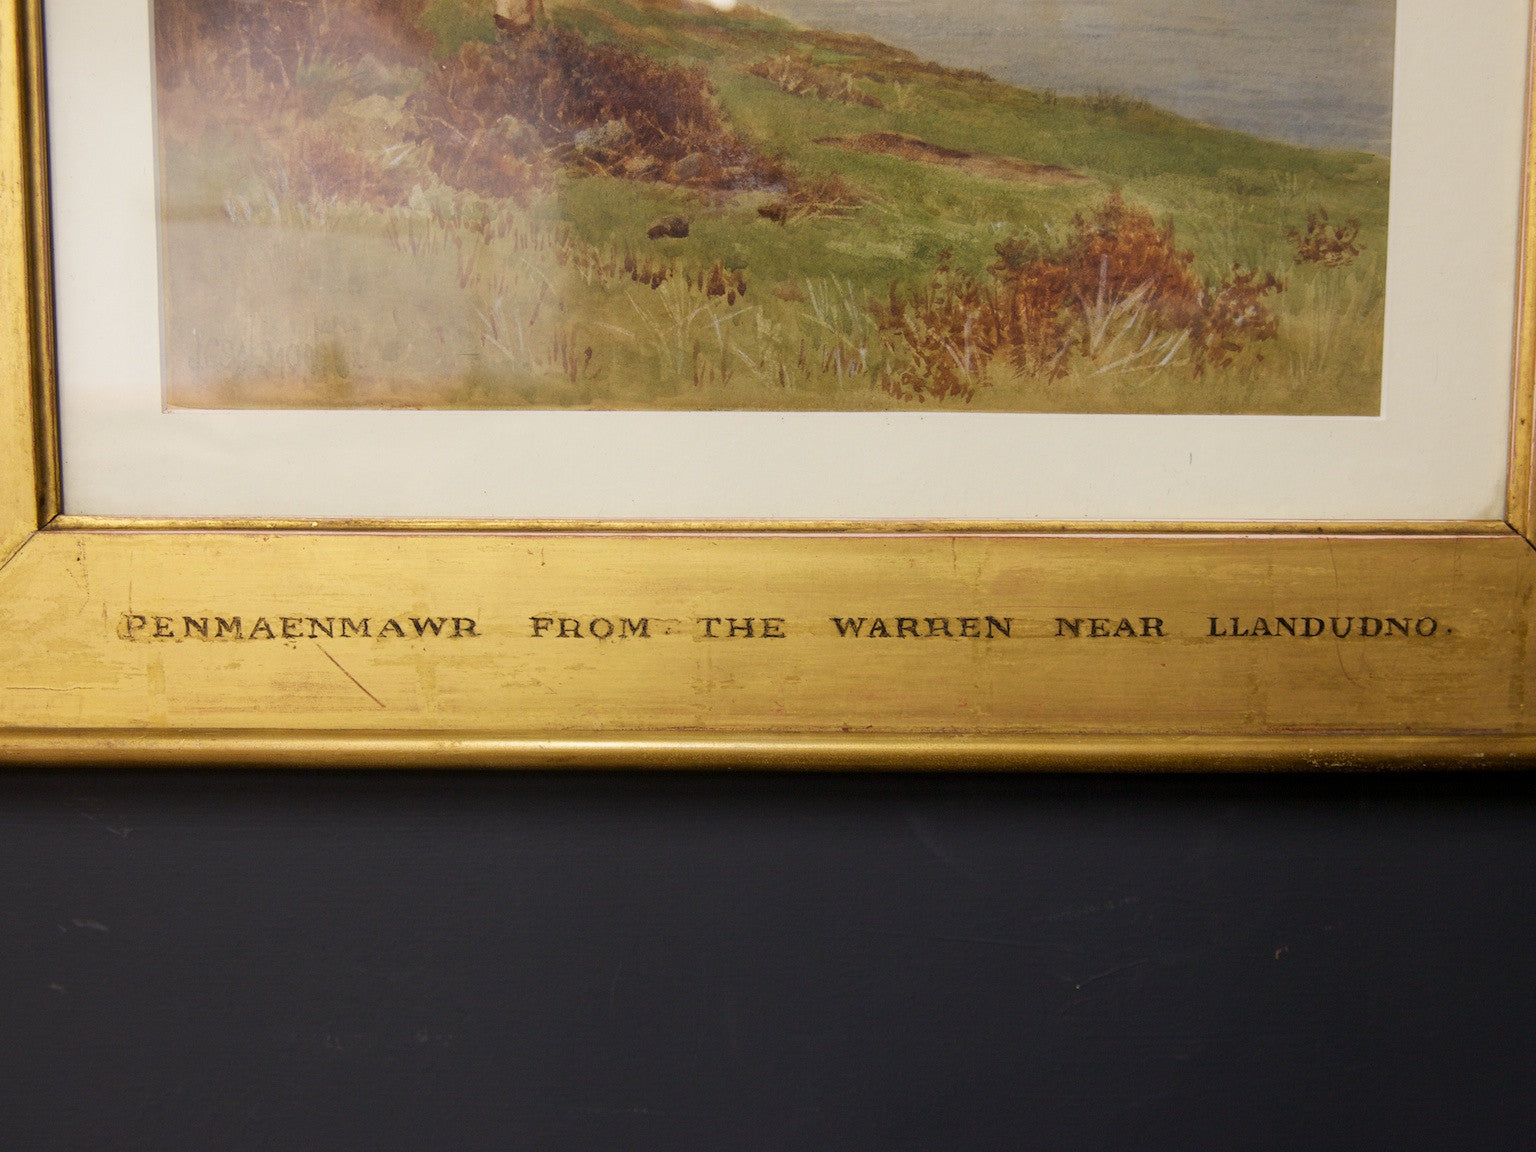 PENMAENMAWR FROM THE WARREN NEAR LLANDUDNO.